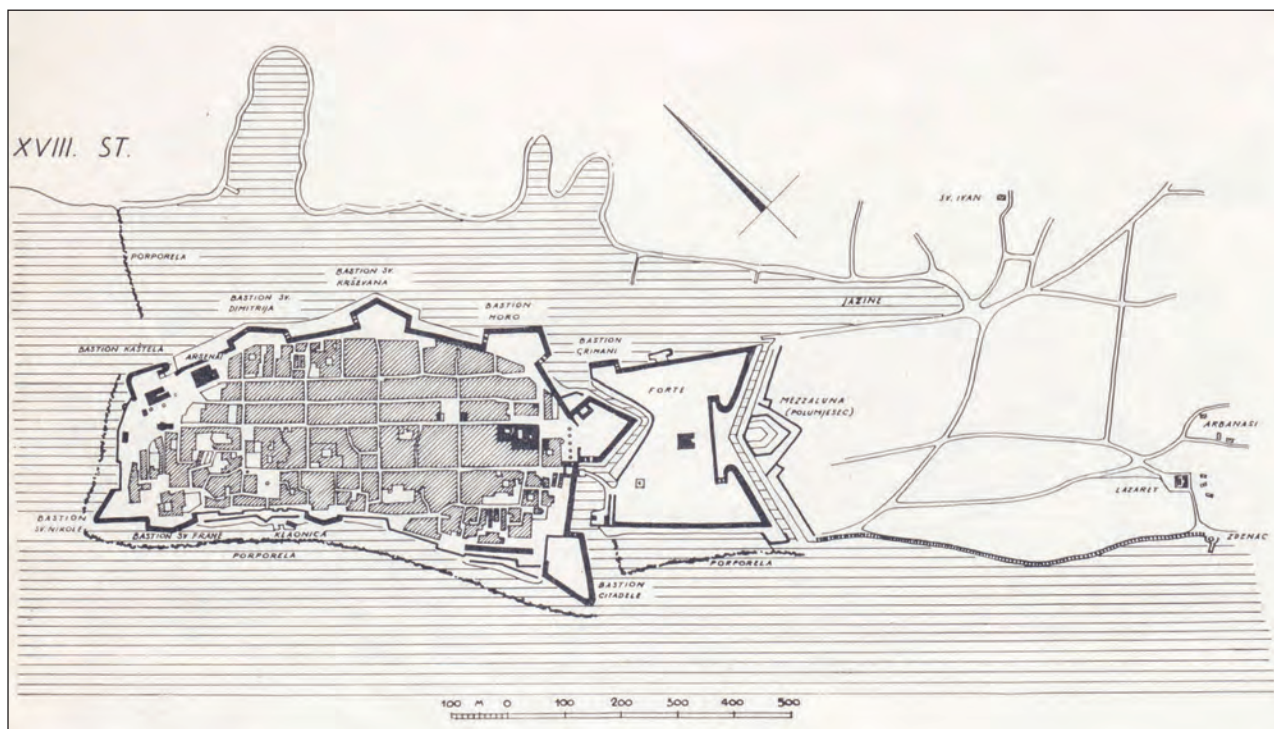 XVIII. ST.
SV. IVAN
PORPORELA
BASTION SV.
KRŠEVANA
BASTION SV.
DIMITRIJA
BASTION
MORO
JAZINE
BASTION KAŠTELA
ARSENAL
BASTION
GRIMANI
FORTE
MEZZALUNA
(POLUMJESEC)
ARBANASI
LAZARET
BASTION
SV. NIKOLE
BASTION SV. FRANE
KLAONICA
ZDENAC
PORPORELA
PORPORELA
BASTION
CITADELE
100 M 0 100 200 300 400 500